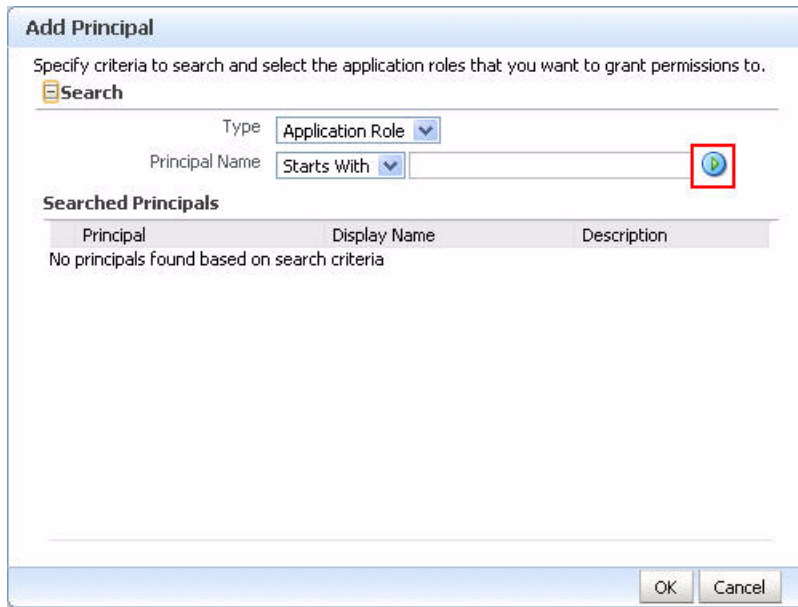 Add Principal
Specify criteria to search and select the application roles that you want to grant permissions to.
Search
Type Application Role
Principal Name Starts With
Searched Principals
Principal Display Name Description
No principals found based on search criteria
OK Cancel